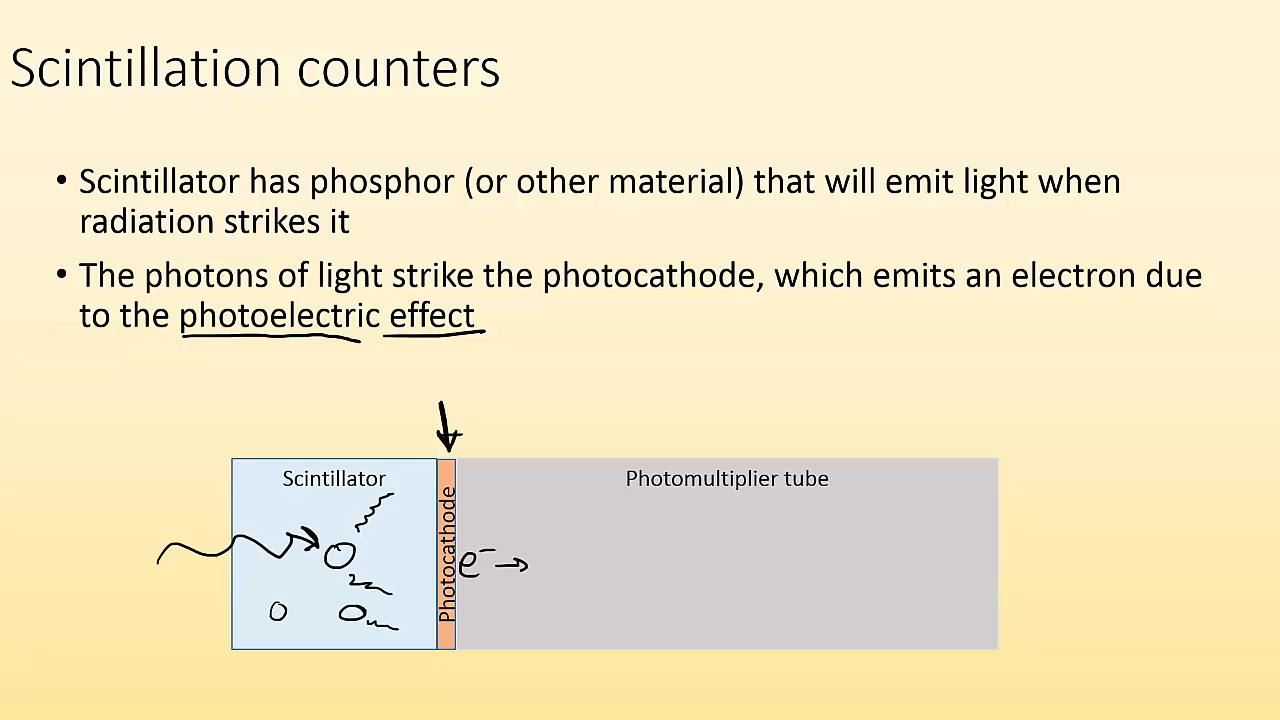 Scintillation counters
• Scintillator has phosphor (or other material) that will emit light when
radiation strikes it
• The photons of light strike the photocathode, which emits an electron due
to the photoelectric effect
Scintillator
Photocathode
Photomultiplier tube
e⁻ →